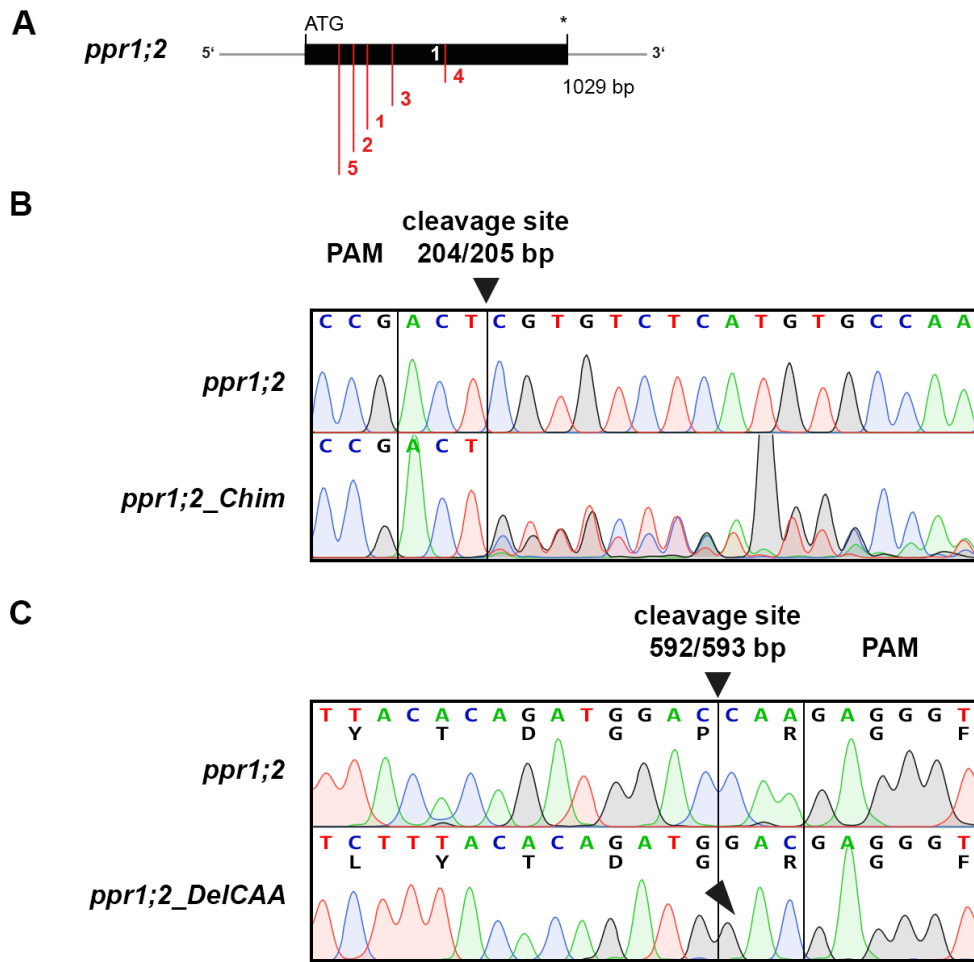 A
ppr1;2
ATG
*
5‘
1
3‘
1029 bp
4
3
1
2
5
B
cleavage site
PAM
204/205 bp
C C G A C T C G T G T C T C A T G T G C C A A
ppr1;2
C C G A C T
ppr1;2_Chim
C
cleavage site
592/593 bp
PAM
T T A C A C A G A T G G A C C A A G A G G G T
Y T D G P R G F
ppr1;2
T C T T T A C A C A G A T G G A C G A G G G T
L Y T D G R G F
ppr1;2_DelCAA